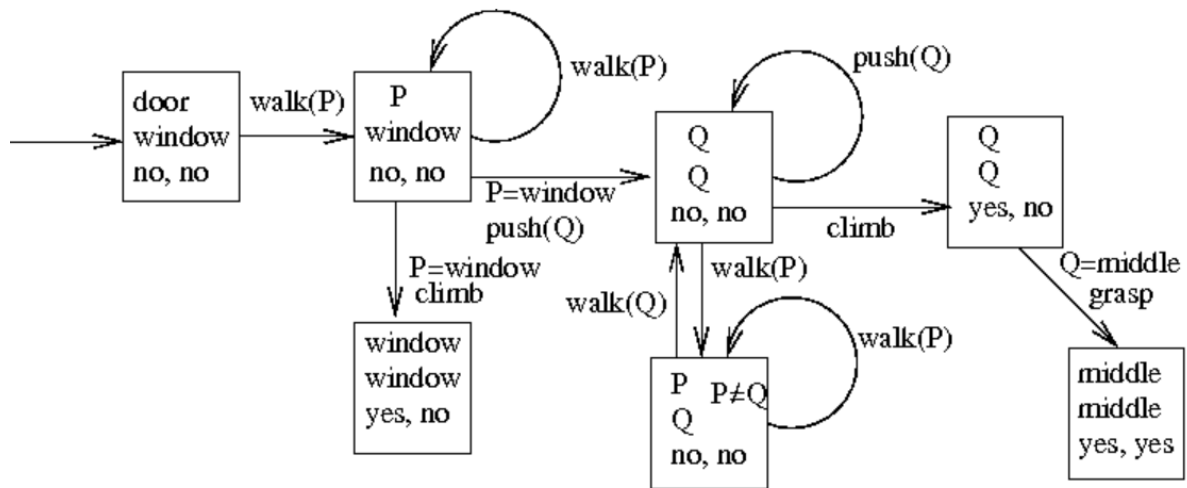 door
window
no, no
walk(P)
P
window
no, no
walk(P)
P=window
push(Q)
P=window
climb
window
window
yes, no
Q
Q
no, no
push(Q)
climb
Q
Q
yes, no
walk(Q)
walk(P)
P
P≠Q
Q
no, no
walk(P)
Q=middle
grasp
middle
middle
yes, yes